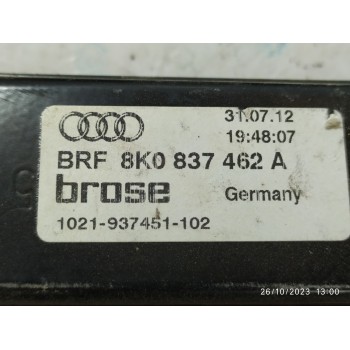 31.07.12
19:48:07
BRF 8K0 837 462 A
brose Germany
1021-937451-102
26/10/2023 13:00